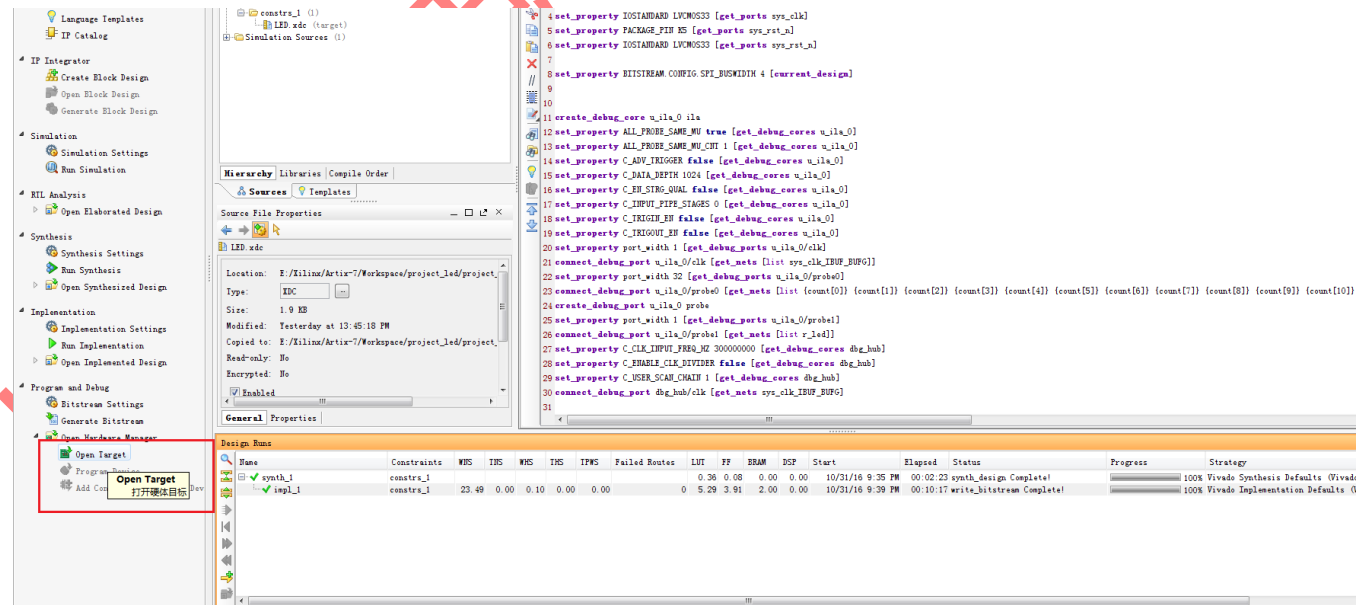 Language Templates
IP Catalog
IP Integrator
Create Block Design
Open Block Design
Generate Block Design
Simulation
Simulation Settings
Run Simulation
RTL Analysis
Open Elaborated Design
Synthesis
Synthesis Settings
Run Synthesis
Open Synthesized Design
Implementation
Implementation Settings
Run Implementation
Open Implemented Design
Program and Debug
Bitstream Settings
Generate Bitstream
Open Hardware Manager
Open Target
Program Device
Add Con Dev
Open Target
打开硬体目标
constrs_1 (1)
LED.xdc (target)
Simulation Sources (1)
Hierarchy Libraries Compile Order
Sources Templates
Source File Properties
LED.xdc
Location: E:/Xilinx/Artix-7/Workspace/project_led/project_
Type: XDC ...
Size: 1.9 KB
Modified: Yesterday at 13:45:18 PM
Copied to: E:/Xilinx/Artix-7/Workspace/project_led/project_
Read-only: No
Encrypted: No
Enabled
General Properties
4 set_property IOSTANDARD LVCMOS33 [get_ports sys_clk]
5 set_property PACKAGE_PIN K5 [get_ports sys_rst_n]
6 set_property IOSTANDARD LVCMOS33 [get_ports sys_rst_n]
7
8 set_property BITSTREAM.CONFIG.SPI_BUSWIDTH 4 [current_design]
9
10
11 create_debug_core u_ila_0 ila
12 set_property ALL_PROBE_SAME_MU true [get_debug_cores u_ila_0]
13 set_property ALL_PROBE_SAME_MU_CNT 1 [get_debug_cores u_ila_0]
14 set_property C_ADV_TRIGGER false [get_debug_cores u_ila_0]
15 set_property C_DATA_DEPTH 1024 [get_debug_cores u_ila_0]
16 set_property C_EN_STRG_QUAL false [get_debug_cores u_ila_0]
17 set_property C_INPUT_PIPE_STAGES 0 [get_debug_cores u_ila_0]
18 set_property C_TRIGIN_EN false [get_debug_cores u_ila_0]
19 set_property C_TRIGOUT_EN false [get_debug_cores u_ila_0]
20 set_property port_width 1 [get_debug_ports u_ila_0/clk]
21 connect_debug_port u_ila_0/clk [get_nets [list sys_clk_IBUF_BUFG]]
22 set_property port_width 32 [get_debug_ports u_ila_0/probe0]
23 connect_debug_port u_ila_0/probe0 [get_nets [list {count[0]} {count[1]} {count[2]} {count[3]} {count[4]} {count[5]} {count[6]} {count[7]} {count[8]} {count[9]} {count[10]}
24 create_debug_port u_ila_0 probe
25 set_property port_width 1 [get_debug_ports u_ila_0/probe1]
26 connect_debug_port u_ila_0/probe1 [get_nets [list r_led]]
27 set_property C_CLK_INPUT_FREQ_HZ 300000000 [get_debug_cores dbg_hub]
28 set_property C_ENABLE_CLK_DIVIDER false [get_debug_cores dbg_hub]
29 set_property C_USER_SCAN_CHAIN 1 [get_debug_cores dbg_hub]
30 connect_debug_port dbg_hub/clk [get_nets sys_clk_IBUF_BUFG]
31
Design Runs
Name Constraints WNS TNS WHS THS TPWS Failed Routes LUT FF BRAM DSP Start Elapsed Status Progress Strategy
synth_1 constrs_1 0.36 0.08 0.00 0.00 10/31/16 9:35 PM 00:02:23 synth_design Complete! 100% Vivado Synthesis Defaults (Vivado
impl_1 constrs_1 23.49 0.00 0.10 0.00 0.00 0 5.29 3.91 2.00 0.00 10/31/16 9:39 PM 00:10:17 write_bitstream Complete! 100% Vivado Implementation Defaults (V